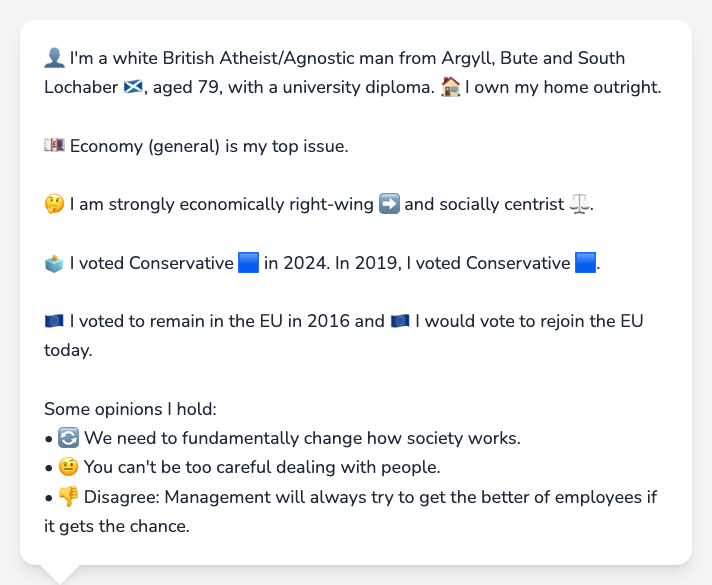 👤 I'm a white British Atheist/Agnostic man from Argyll, Bute and South
Lochaber 🏴󠁧󠁢󠁳󠁣󠁴󠁿, aged 79, with a university diploma. 🏠 I own my home outright.
💷 Economy (general) is my top issue.
🤔 I am strongly economically right-wing ➡️ and socially centrist ⚖️.
🗳️ I voted Conservative 🟦 in 2024. In 2019, I voted Conservative 🟦.
🇪🇺 I voted to remain in the EU in 2016 and 🇪🇺 I would vote to rejoin the EU
today.
Some opinions I hold:
• 🔄 We need to fundamentally change how society works.
• 🤨 You can't be too careful dealing with people.
• 👎 Disagree: Management will always try to get the better of employees if
it gets the chance.